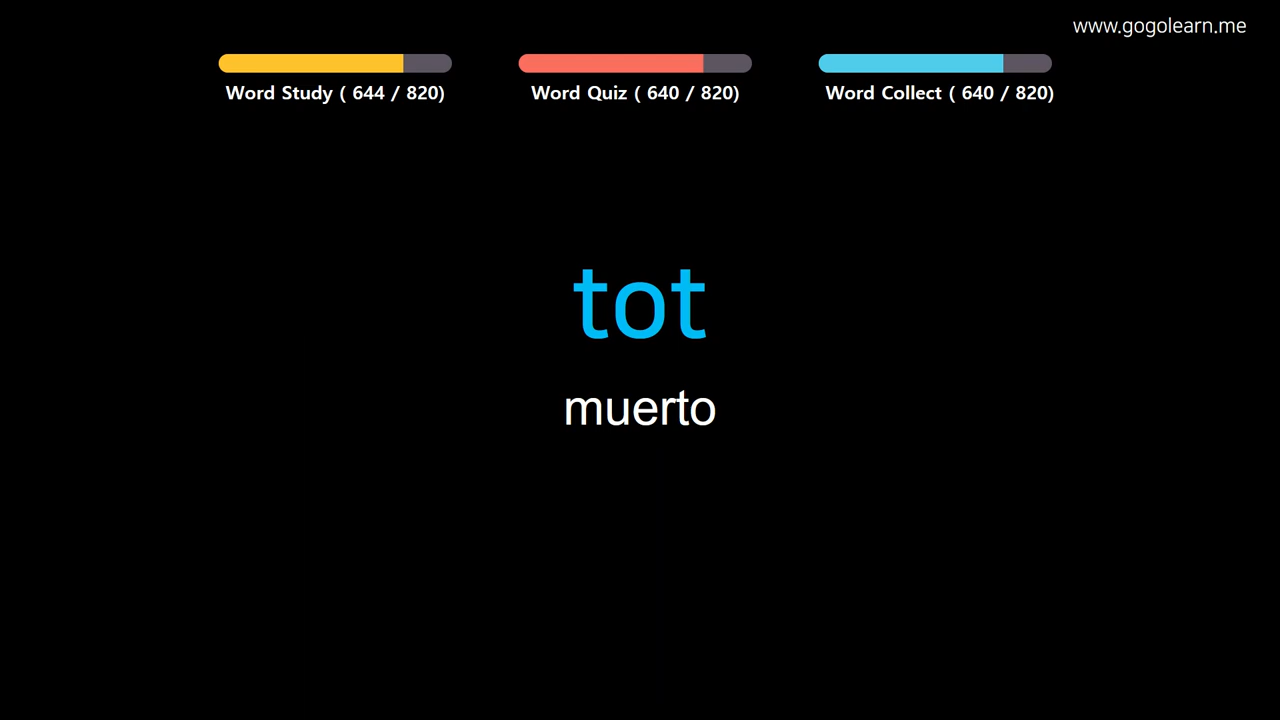 www.gogolearn.me
Word Study ( 644 / 820)
Word Quiz ( 640 / 820)
Word Collect ( 640 / 820)
tot
muerto